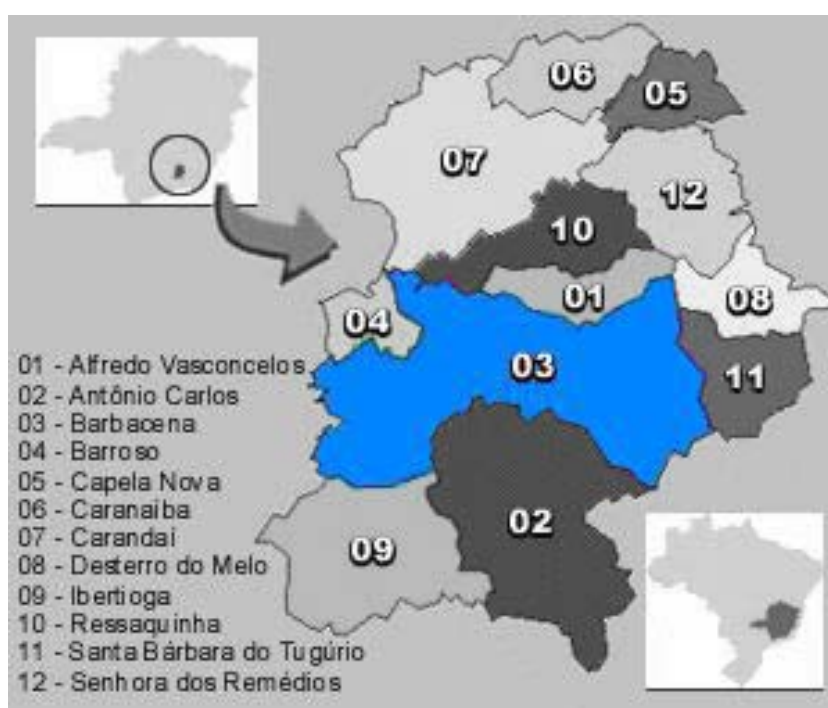 06
05
07
12
10
01
08
04
03
11
02
09
01 - Alfredo Vasconcelos
02 - Antônio Carlos
03 - Barbacena
04 - Barroso
05 - Capela Nova
06 - Caranaíba
07 - Carandaí
08 - Desterro do Melo
09 - Ibertioga
10 - Ressaquinha
11 - Santa Bárbara do Tugúrio
12 - Senhora dos Remédios